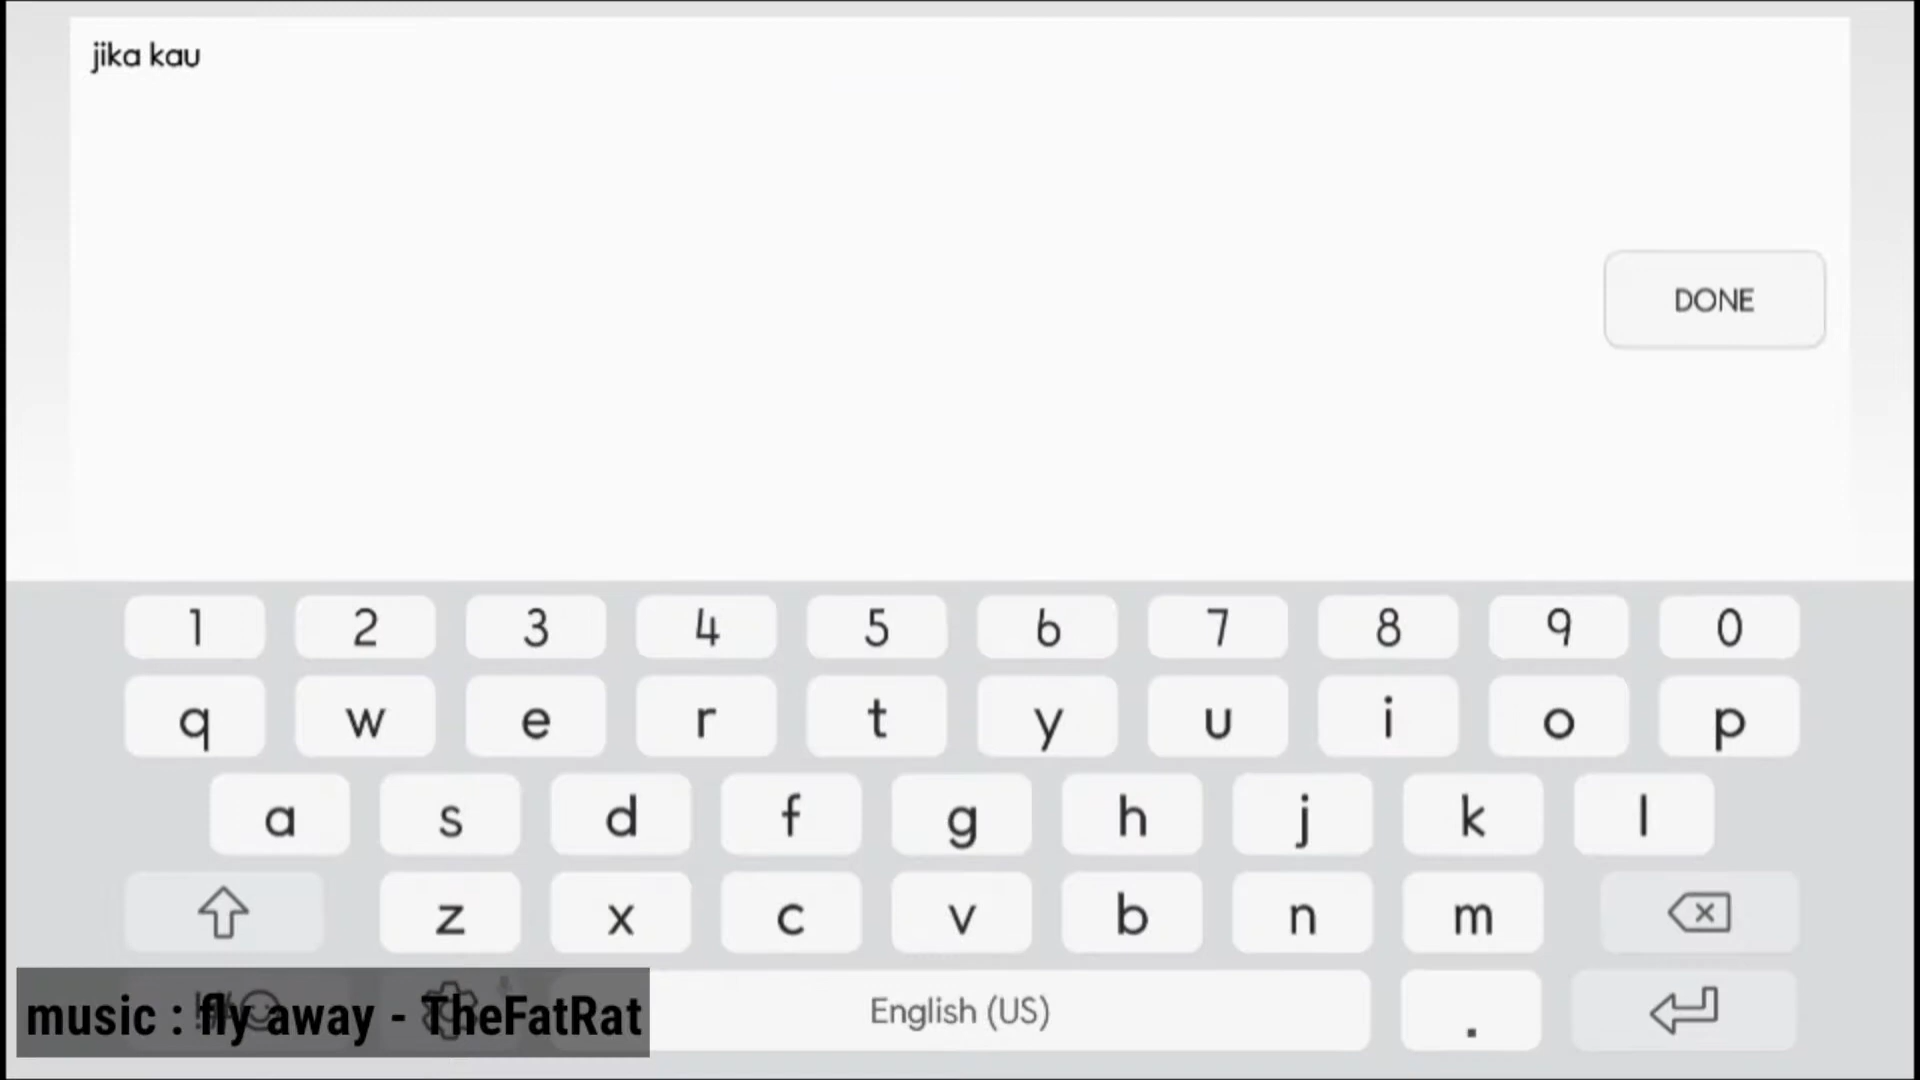 jika kau
DONE
1 2 3 4 5 6 7 8 9 0
q w e r t y u i o p
a s d f g h j k l
z x c v b n m
music : fly away - TheFatRat
English (US)
.